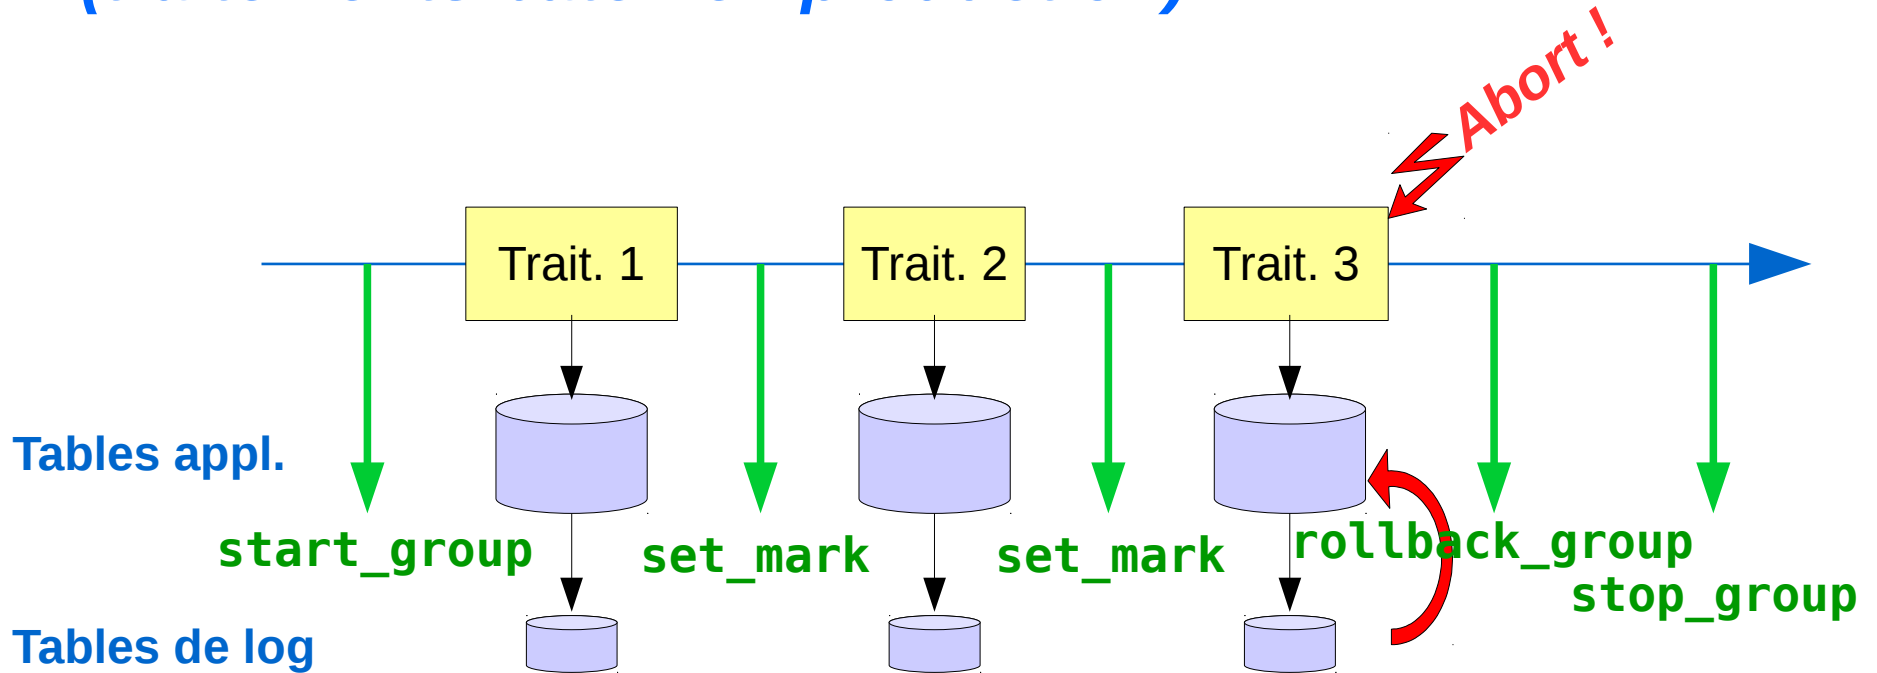 Abort !
Trait. 1 Trait. 2 Trait. 3
Tables appl.
start_group set_mark set_mark rollback_group
stop_group
Tables de log